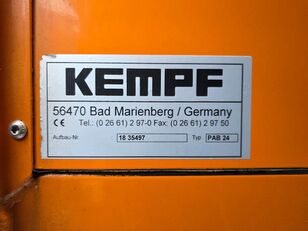 KEMPF
56470 Bad Marienberg / Germany
CE Tel.: (0 26 61) 2 97-0 Fax: (0 26 61) 2 97 50
Aufbau-Nr. 18 35497 Typ PAB 24